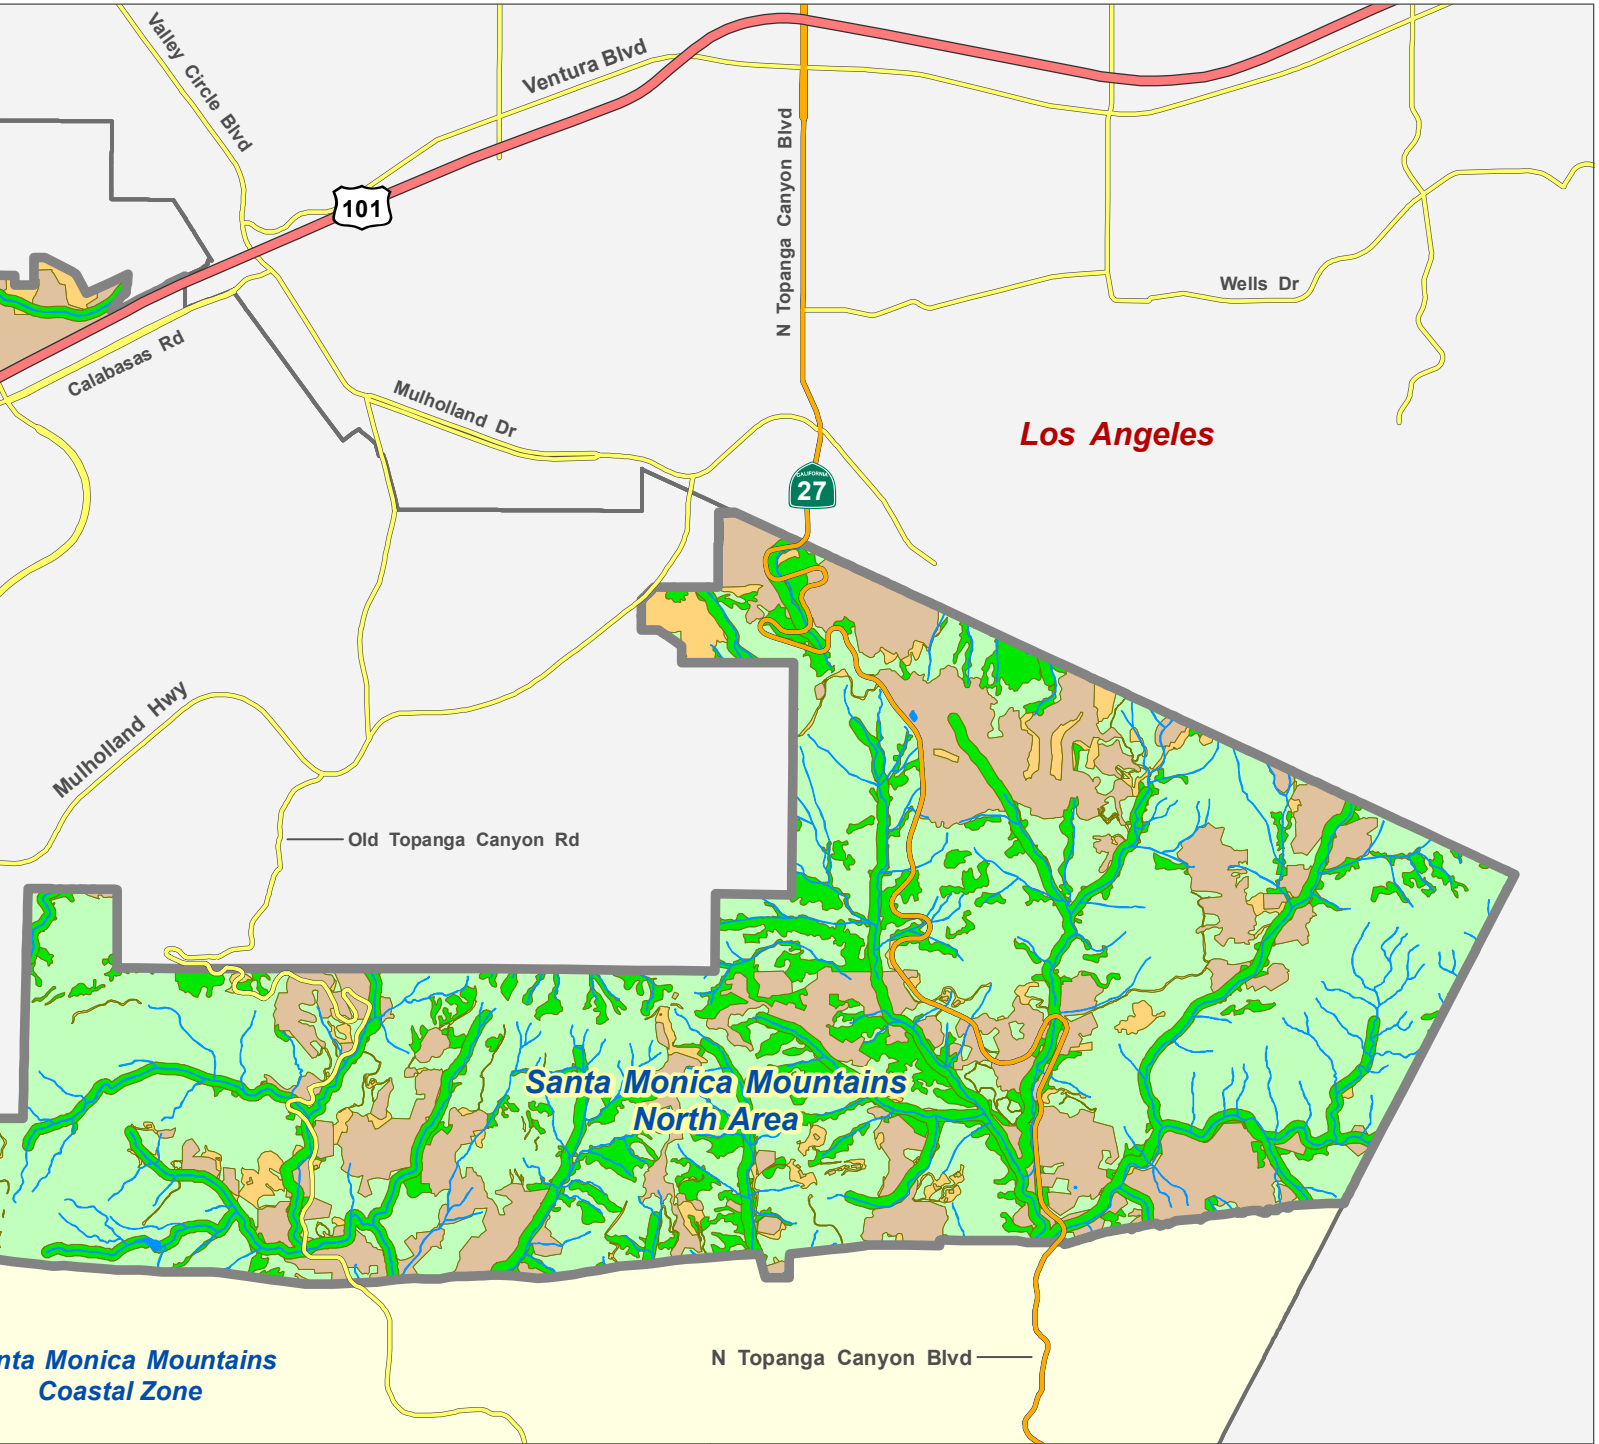 Valley Circle Blvd
Ventura Blvd
N Topanga Canyon Blvd
101
Wells Dr
Calabasas Rd
Mulholland Dr
Los Angeles
CALIFORNIA
27
Mulholland Hwy
Old Topanga Canyon Rd
Santa Monica Mountains
North Area
N Topanga Canyon Blvd
nta Monica Mountains
Coastal Zone